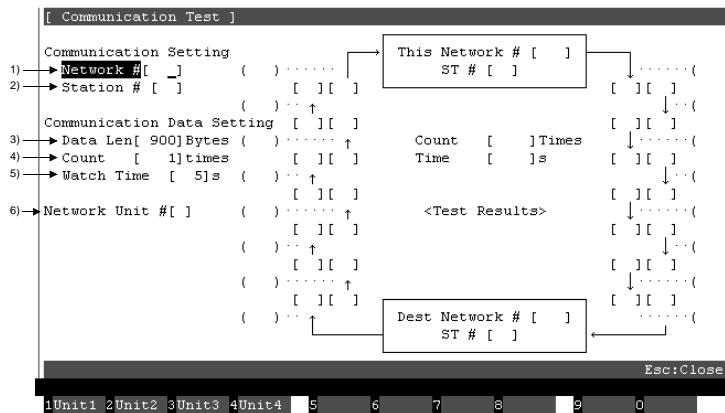 [ Communication Test ]
Communication Setting
1) Network #[ _]
2) Station # [ ]
Communication Data Setting
3) Data Len[ 900]Bytes
4) Count [ 1]times
5) Watch Time [ 5]s
6) Network Unit #[ ]
( ) ( ) ( ) ( ) ( ) ( ) ( ) ( )
[ ][ ]
[ ][ ]
[ ][ ]
[ ][ ]
[ ][ ]
[ ][ ]
[ ][ ]
This Network # [ ]
ST # [ ]
Count [ ]Times
Time [ ]s
<Test Results>
Dest Network # [ ]
ST # [ ]
[ ][ ]
[ ][ ]
[ ][ ]
[ ][ ]
[ ][ ]
[ ][ ]
[ ][ ]
( ( ( ( ( ( ( (
Esc:Close
1Unit1 2Unit2 3Unit3 4Unit4 5 6 7 8 9 0